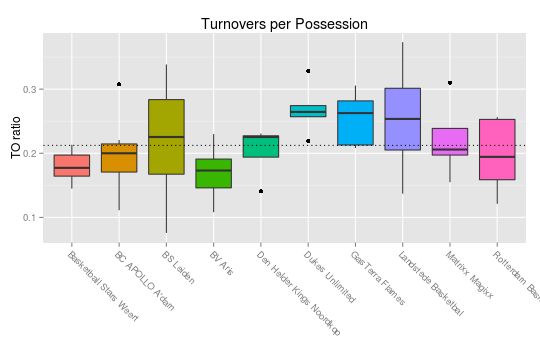 Turnovers per Possession
TO ratio
0.3
0.2
0.1
Basketball Stars Weert
BC APOLLO A'dam
BS Leiden
BV Aris
Den Helder Kings Noordkop
Dukes Unlimited
GasTerra Flames
Landstede Basketbal
Matrixx Magixx
Rotterdam Bas